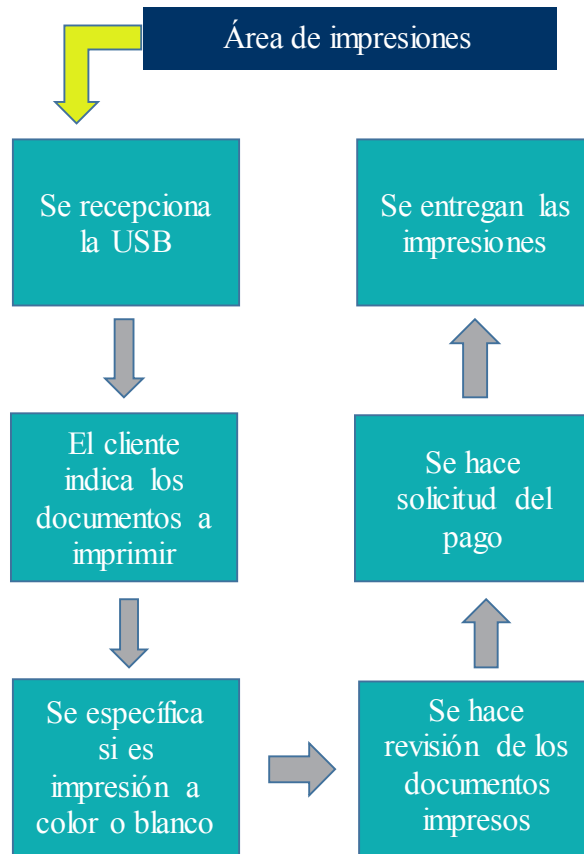 Área de impresiones
Se recepciona
la USB
El cliente
indica los
documentos a
imprimir
Se específica
si es
impresión a
color o blanco
Se hace
revisión de los
documentos
impresos
Se hace
solicitud del
pago
Se entregan las
impresiones